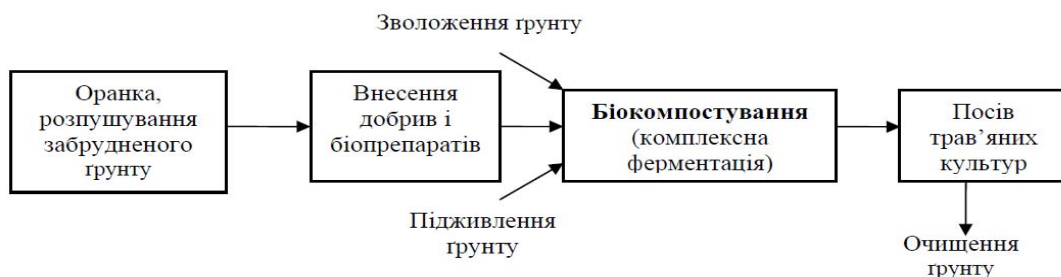 Зволоження ґрунту
Оранка,
розпушування
забрудненого
ґрунту
Внесення
добрив і
біопрепаратів
Біокомпостування
(комплексна
ферментація)
Посів
трав’яних
культур
Підживлення
ґрунту
Очищення
ґрунту